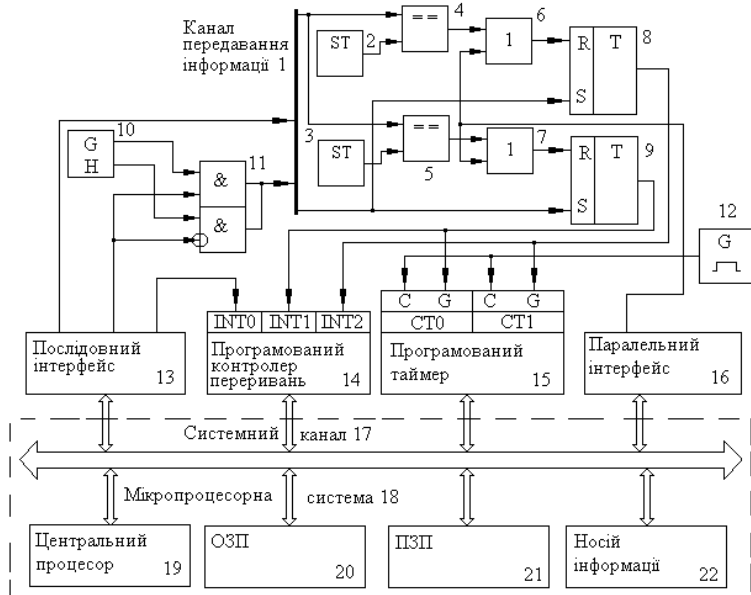 Канал
передавання
інформації 1
ST 2
== 4
1 6
R T 8
S
3
ST
== 5
1 7
R T 9
S
10
G
H
11
&
&
12
G
C G C G
CT0 CT1
INT0 INT1 INT2
Послідовний
інтерфейс 13
Програмований
контролер
переривань 14
Програмований
таймер 15
Паралельний
інтерфейс 16
Системний канал 17
Мікропроцесорна система 18
Центральний
процесор 19
ОЗП 20
ПЗП 21
Носій
інформації 22